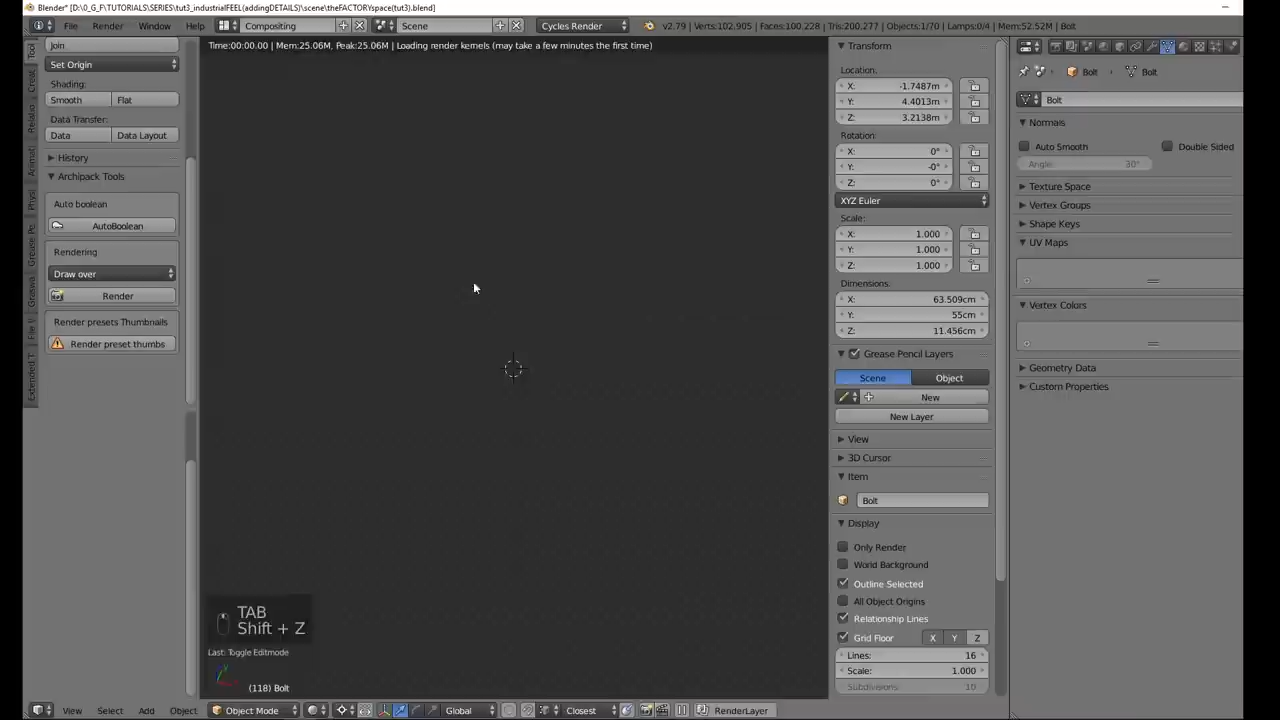 Blender* [D:\0_G_F\TUTORIALS\SERIES\tut3_industrialFEEL(addingDETAILS)\scene\theFACTORYspace(tut3).blend]
File Render Window Help Compositing Scene Cycles Render v2.79 | Verts:102.905 | Faces:100.228 | Tris:200.277 | Objects:1/70 | Lamps:0/4 | Mem:52.52M | Bolt
Time:00:00.00 | Mem:25.06M, Peak:25.06M | Loading render kernels (may take a few minutes the first time)
Join
Set Origin
Shading:
Smooth Flat
Data Transfer:
Data Data Layout
History
Archipack Tools
Auto boolean
AutoBoolean
Rendering
Draw over
Render
Render presets Thumbnails
Render preset thumbs
Tool
Creat
Relatio
Animati
Physi
Grease Pe
Extended T
TAB
Shift + Z
Last: Toggle Editmode
(118) Bolt
Transform
Location:
X: -1.7487m
Y: 4.4013m
Z: 3.2138m
Rotation:
X: 0°
Y: -0°
Z: 0°
XYZ Euler
Scale:
X: 1.000
Y: 1.000
Z: 1.000
Dimensions:
X: 63.509cm
Y: 55cm
Z: 11.456cm
Grease Pencil Layers
Scene Object
New
New Layer
View
3D Cursor
Item
Bolt
Display
Only Render
World Background
Outline Selected
All Object Origins
Relationship Lines
Grid Floor X Y Z
Lines: 16
Scale: 1.000
Subdivisions: 10
Bolt Bolt
Bolt
Normals
Auto Smooth Double Sided
Angle: 30°
Texture Space
Vertex Groups
Shape Keys
UV Maps
Vertex Colors
Geometry Data
Custom Properties
View Select Add Object Object Mode Global Closest RenderLayer